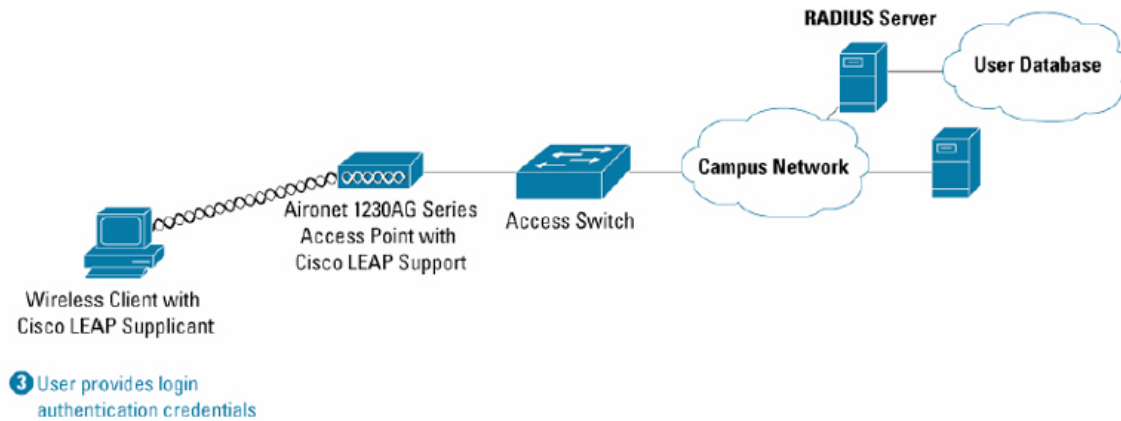 RADIUS Server
User Database
Campus Network
Aironet 1230AG Series
Access Point with
Cisco LEAP Support
Access Switch
Wireless Client with
Cisco LEAP Supplicant
3 User provides login
authentication credentials